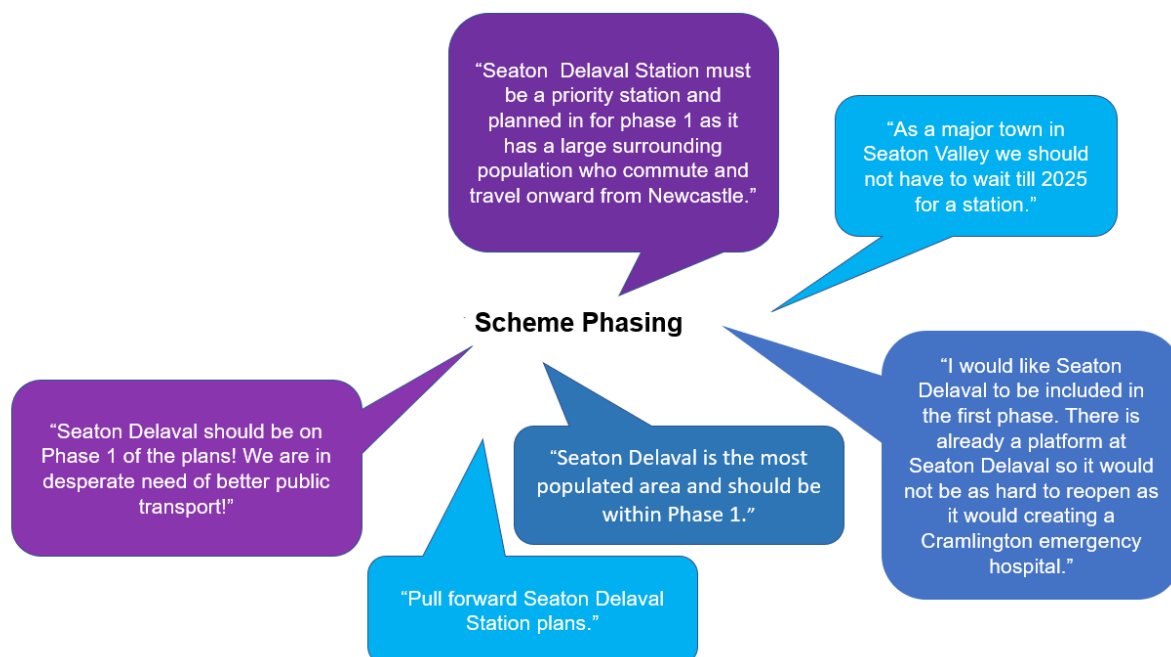 “Seaton Delaval Station must
be a priority station and
planned in for phase 1 as it
has a large surrounding
population who commute and
travel onward from Newcastle.”
“As a major town in
Seaton Valley we should
not have to wait till 2025
for a station.”
Scheme Phasing
“I would like Seaton
Delaval to be included in
the first phase. There is
already a platform at
Seaton Delaval so it would
not be as hard to reopen as
it would creating a
Cramlington emergency
hospital.”
“Seaton Delaval should be on
Phase 1 of the plans! We are in
desperate need of better public
transport!”
“Seaton Delaval is the most
populated area and should be
within Phase 1.”
“Pull forward Seaton Delaval
Station plans.”